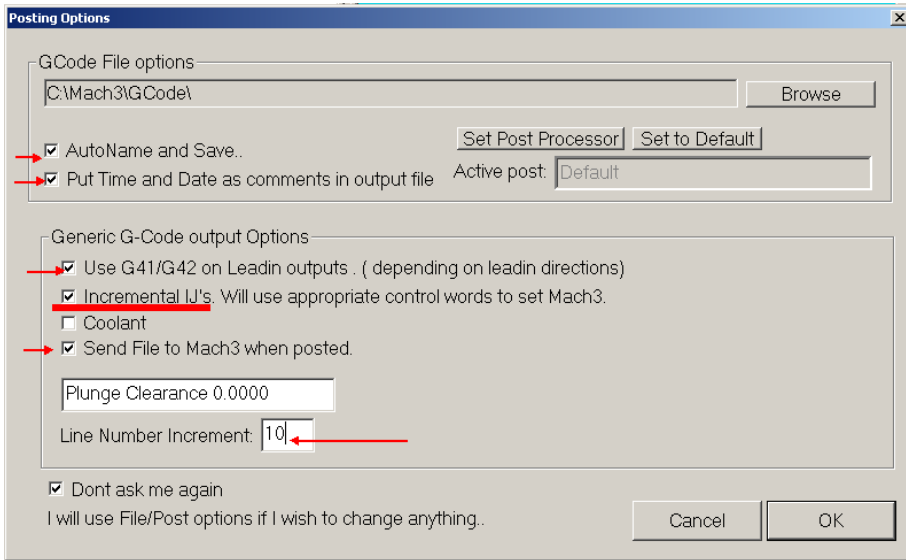 Posting Options
GCode File options
C:\Mach3\GCode\
Browse
AutoName and Save..
Set Post Processor
Set to Default
Put Time and Date as comments in output file
Active post:
Default
Generic G-Code output Options
Use G41/G42 on Leadin outputs . ( depending on leadin directions)
Incremental IJ's. Will use appropriate control words to set Mach3.
Coolant
Send File to Mach3 when posted.
Plunge Clearance 0.0000
Line Number Increment:
10
Dont ask me again
I will use File/Post options if I wish to change anything..
Cancel
OK